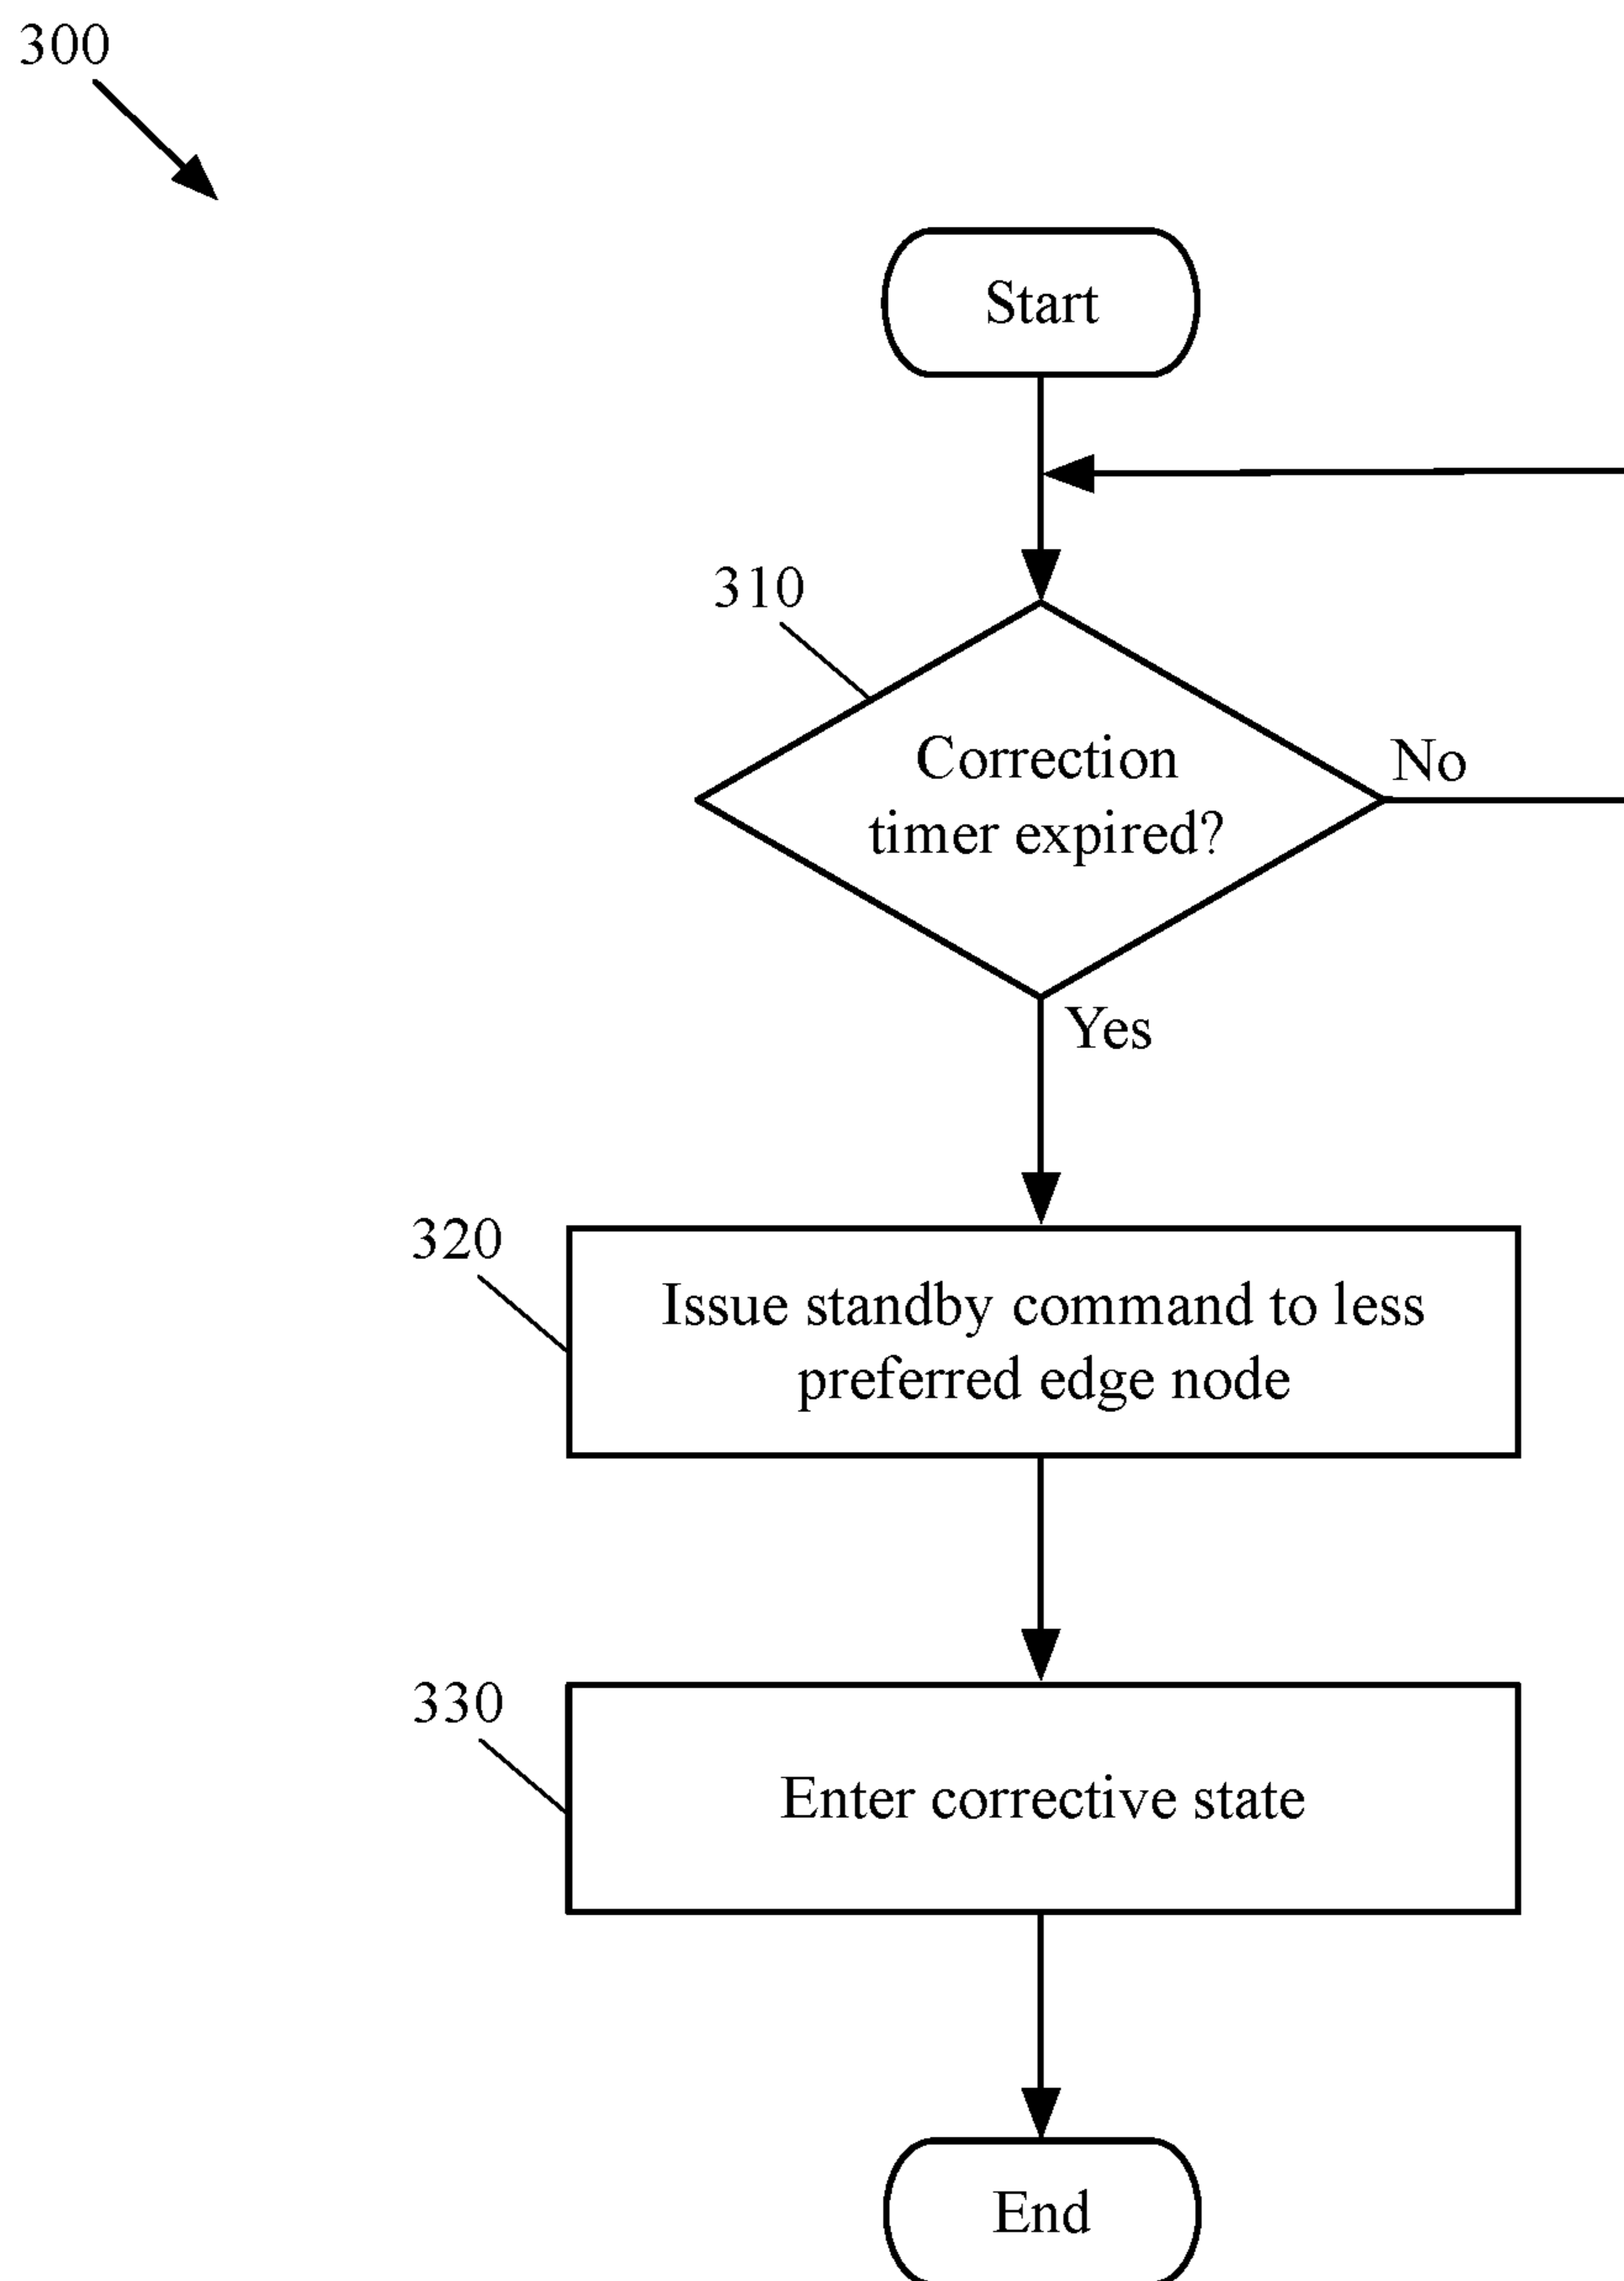 300
Start
310
Correction
timer expired?
No
Yes
320
Issue standby command to less
preferred edge node
330
Enter corrective state
End